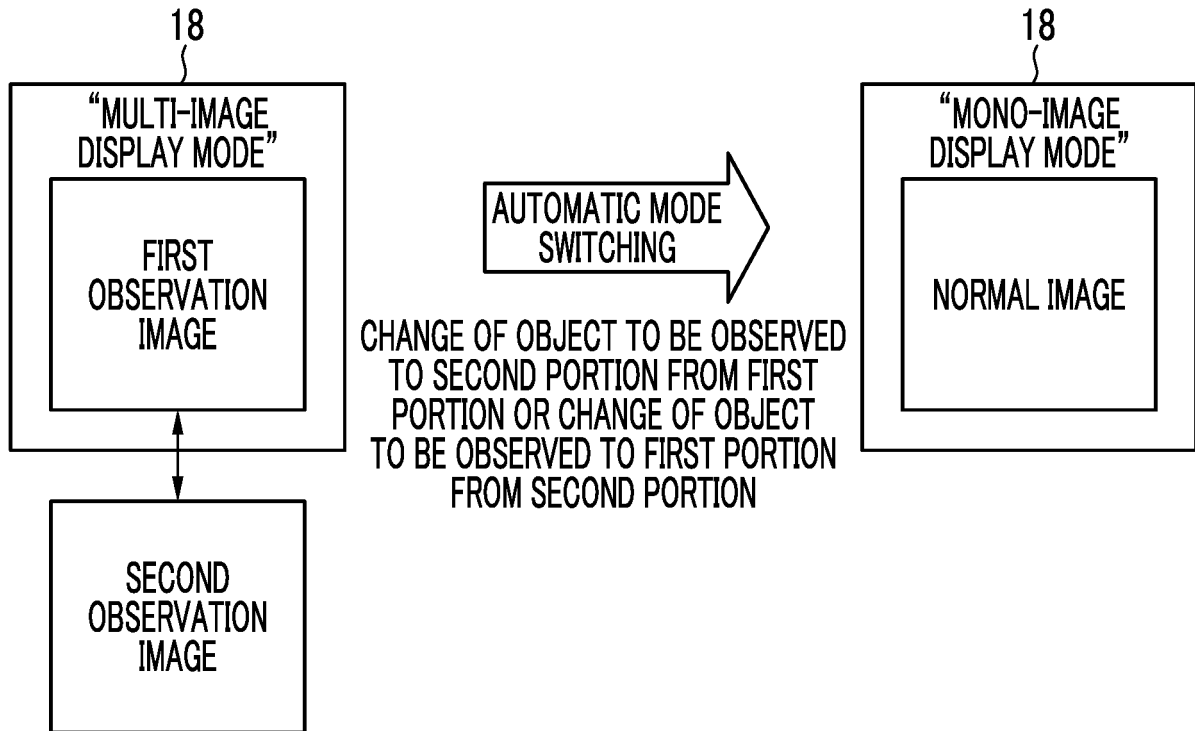 18
“MULTI-IMAGE
DISPLAY MODE”
FIRST
OBSERVATION
IMAGE
SECOND
OBSERVATION
IMAGE
AUTOMATIC MODE
SWITCHING
CHANGE OF OBJECT TO BE OBSERVED
TO SECOND PORTION FROM FIRST
PORTION OR CHANGE OF OBJECT
TO BE OBSERVED TO FIRST PORTION
FROM SECOND PORTION
18
“MONO-IMAGE
DISPLAY MODE”
NORMAL IMAGE